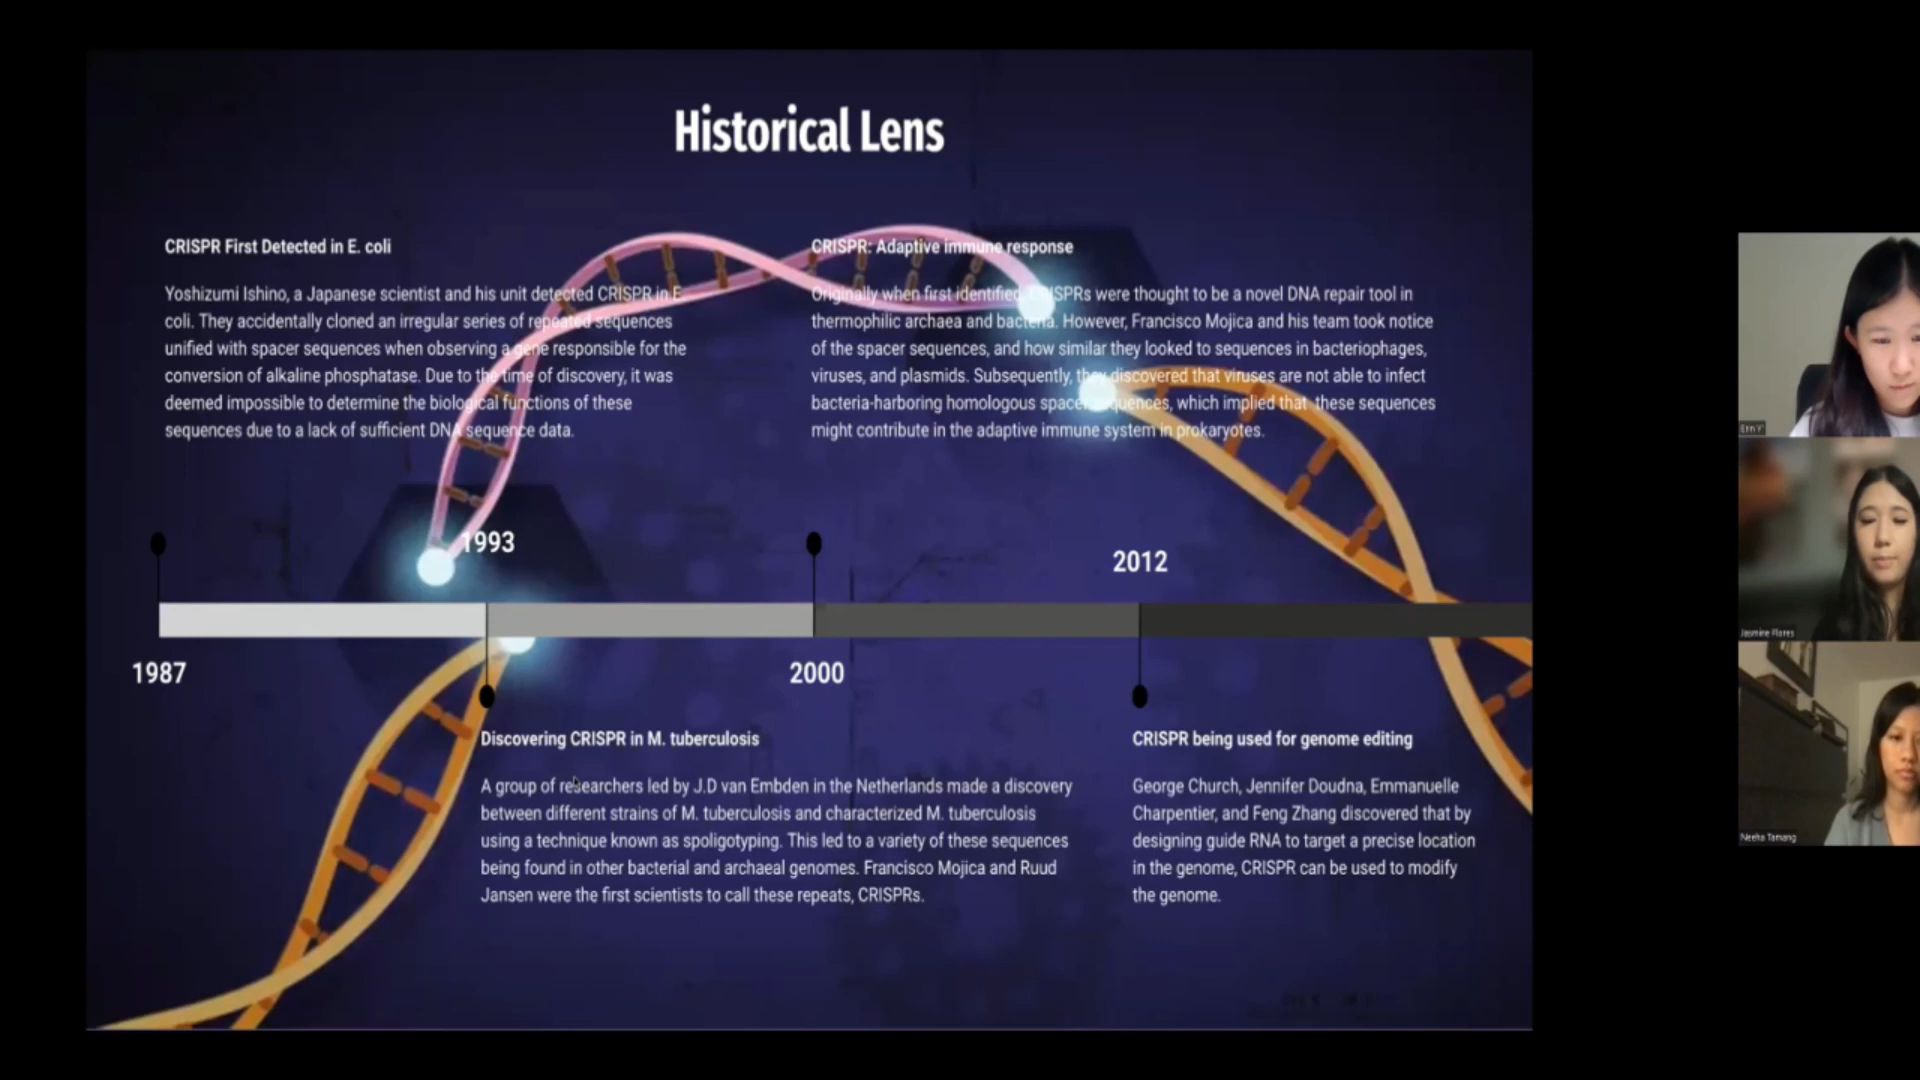 Historical Lens
CRISPR First Detected in E. coli
Yoshizumi Ishino, a Japanese scientist and his unit detected CRISPR in E.
coli. They accidentally cloned an irregular series of repeated sequences
unified with spacer sequences when observing a gene responsible for the
conversion of alkaline phosphatase. Due to the time of discovery, it was
deemed impossible to determine the biological functions of these
sequences due to a lack of sufficient DNA sequence data.
CRISPR: Adaptive immune response
Originally when first identified, CRISPRs were thought to be a novel DNA repair tool in
thermophilic archaea and bacteria. However, Francisco Mojica and his team took notice
of the spacer sequences, and how similar they looked to sequences in bacteriophages,
viruses, and plasmids. Subsequently, they discovered that viruses are not able to infect
bacteria-harboring homologous spacer sequences, which implied that these sequences
might contribute in the adaptive immune system in prokaryotes.
1993
2012
1987
2000
Discovering CRISPR in M. tuberculosis
A group of researchers led by J.D van Embden in the Netherlands made a discovery
between different strains of M. tuberculosis and characterized M. tuberculosis
using a technique known as spoligotyping. This led to a variety of these sequences
being found in other bacterial and archaeal genomes. Francisco Mojica and Ruud
Jansen were the first scientists to call these repeats, CRISPRs.
CRISPR being used for genome editing
George Church, Jennifer Doudna, Emmanuelle
Charpentier, and Feng Zhang discovered that by
designing guide RNA to target a precise location
in the genome, CRISPR can be used to modify
the genome.
Erin Y
Jasmine Flores
Neeha Tamang